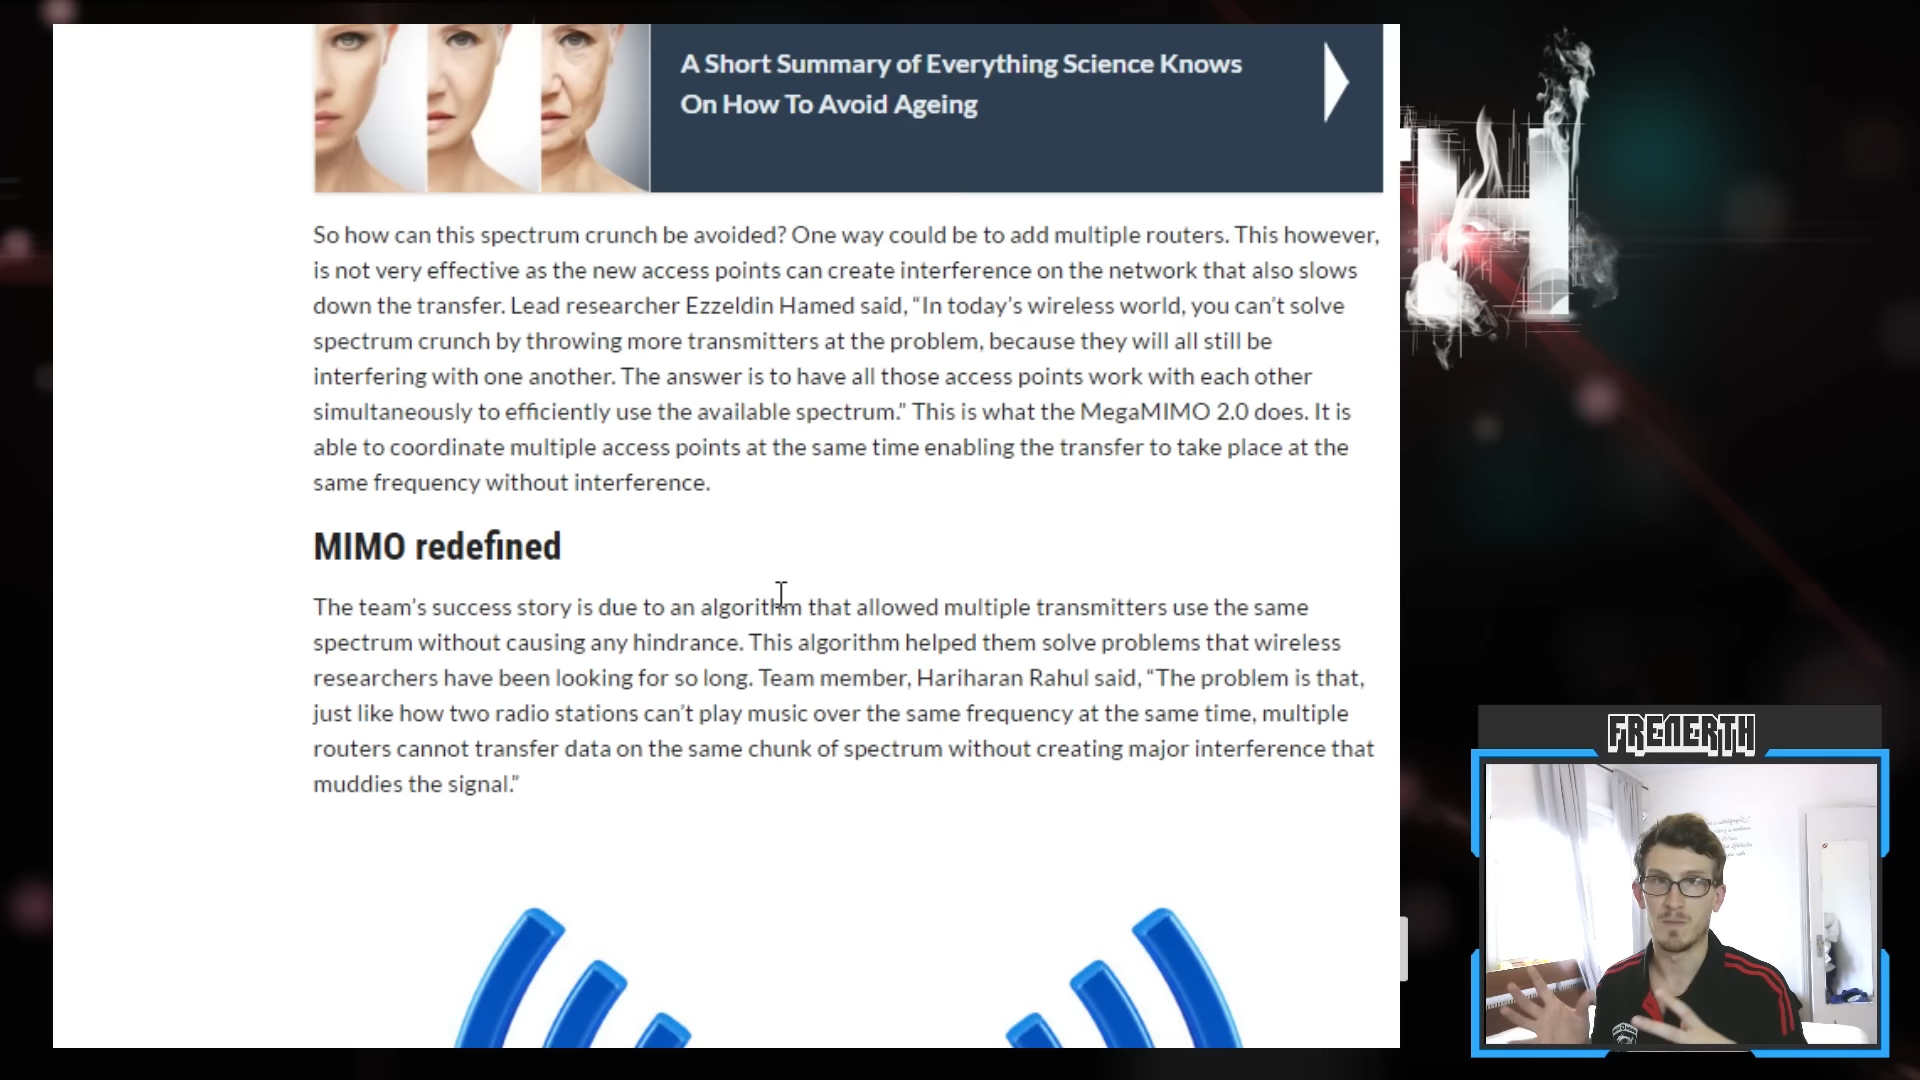 A Short Summary of Everything Science Knows
On How To Avoid Ageing
So how can this spectrum crunch be avoided? One way could be to add multiple routers. This however,
is not very effective as the new access points can create interference on the network that also slows
down the transfer. Lead researcher Ezzeldin Hamed said, “In today’s wireless world, you can’t solve
spectrum crunch by throwing more transmitters at the problem, because they will all still be
interfering with one another. The answer is to have all those access points work with each other
simultaneously to efficiently use the available spectrum.” This is what the MegaMIMO 2.0 does. It is
able to coordinate multiple access points at the same time enabling the transfer to take place at the
same frequency without interference.
MIMO redefined
The team’s success story is due to an algorithm that allowed multiple transmitters use the same
spectrum without causing any hindrance. This algorithm helped them solve problems that wireless
researchers have been looking for so long. Team member, Hariharan Rahul said, “The problem is that,
just like how two radio stations can’t play music over the same frequency at the same time, multiple
routers cannot transfer data on the same chunk of spectrum without creating major interference that
muddies the signal.”
H
FRENERTH